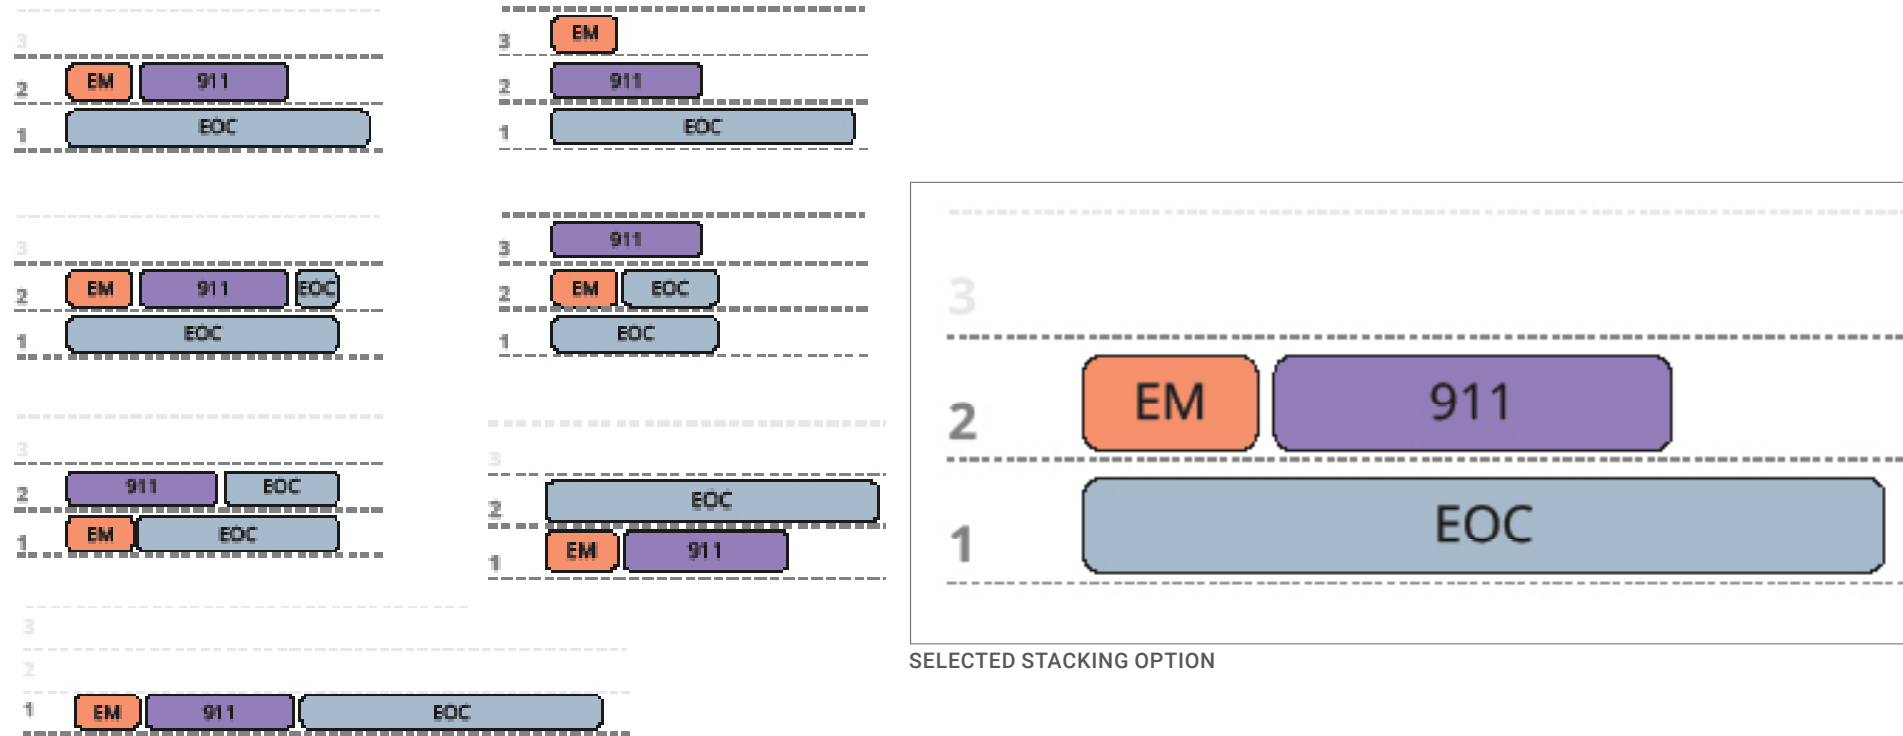 3
2 EM 911
1 EOC
3 EM
2 911
1 EOC
3
2 EM 911 EOC
1 EOC
3 911
2 EM EOC
1 EOC
3
2 911 EOC
1 EM EOC
3
2 EOC
1 EM 911
3
2
1 EM 911 EOC
3
2 EM 911
1 EOC
SELECTED STACKING OPTION